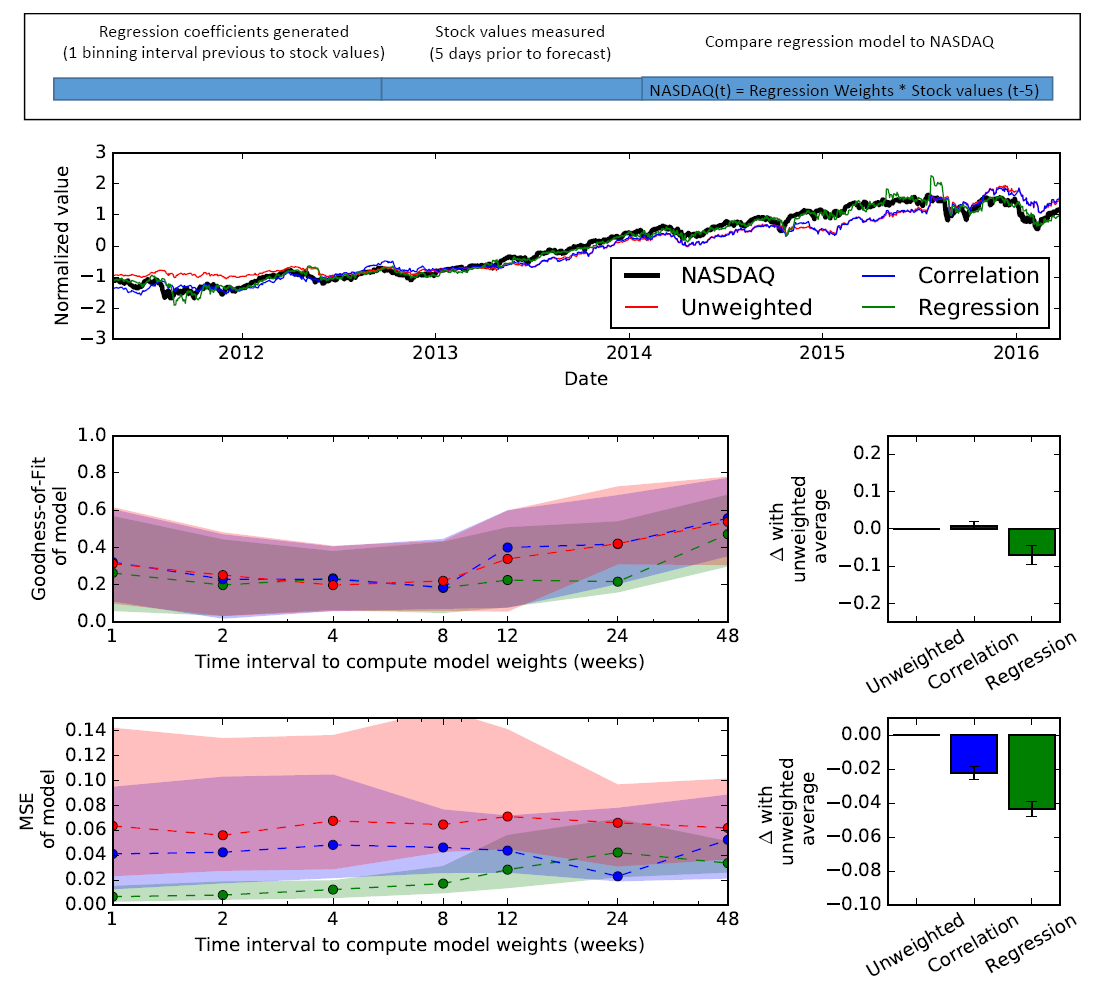 Regression coefficients generated
(1 binning interval previous to stock values)
Stock values measured
(5 days prior to forecast)
Compare regression model to NASDAQ
NASDAQ(t) = Regression Weights * Stock values (t-5)
Normalized value
3
2
1
0
−1
−2
−3
NASDAQ
Unweighted
Correlation
Regression
2012
2013
2014
2015
2016
Date
Goodness-of-Fit
of model
1.0
0.8
0.6
0.4
0.2
0.0
1
2
4
8
12
24
48
Time interval to compute model weights (weeks)
Δ with
unweighted
average
0.2
0.1
0.0
−0.1
−0.2
Unweighted
Correlation
Regression
MSE
of model
0.14
0.12
0.10
0.08
0.06
0.04
0.02
0.00
1
2
4
8
12
24
48
Time interval to compute model weights (weeks)
Δ with
unweighted
average
0.00
−0.02
−0.04
−0.06
−0.08
−0.10
Unweighted
Correlation
Regression